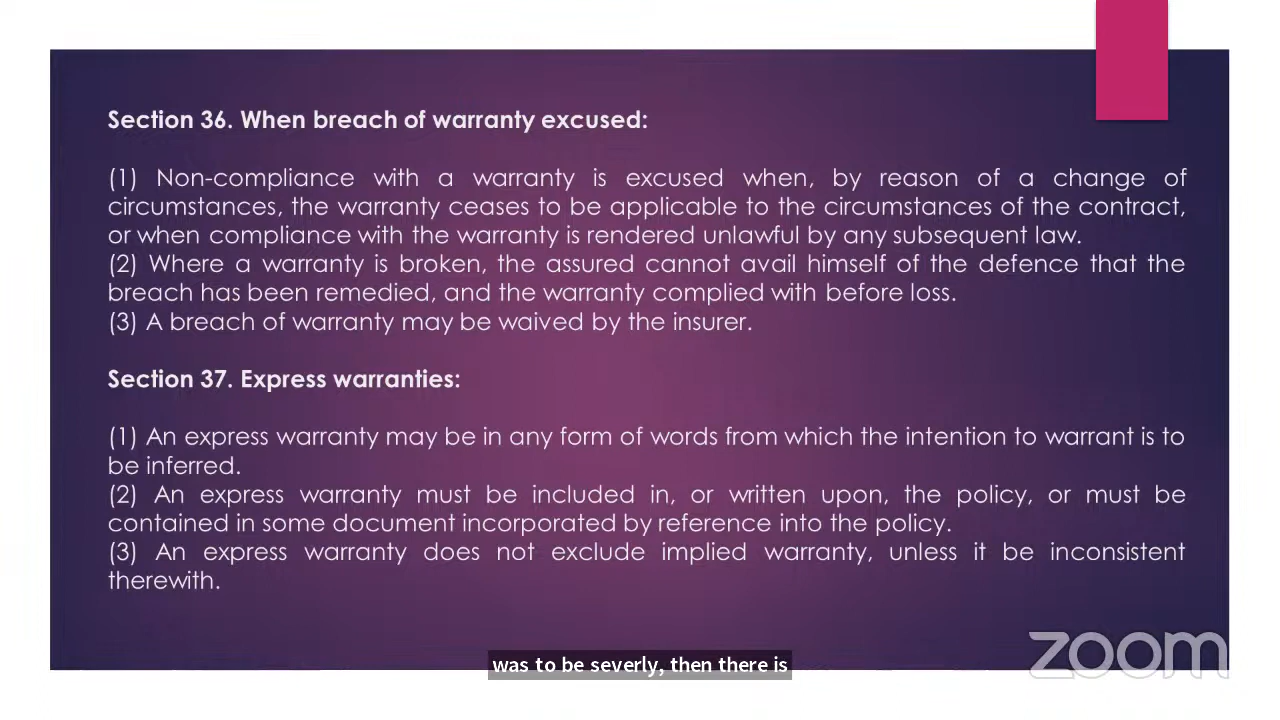 Section 36. When breach of warranty excused:
(1) Non-compliance with a warranty is excused when, by reason of a change of
circumstances, the warranty ceases to be applicable to the circumstances of the contract,
or when compliance with the warranty is rendered unlawful by any subsequent law.
(2) Where a warranty is broken, the assured cannot avail himself of the defence that the
breach has been remedied, and the warranty complied with before loss.
(3) A breach of warranty may be waived by the insurer.
Section 37. Express warranties:
(1) An express warranty may be in any form of words from which the intention to warrant is to
be inferred.
(2) An express warranty must be included in, or written upon, the policy, or must be
contained in some document incorporated by reference into the policy.
(3) An express warranty does not exclude implied warranty, unless it be inconsistent
therewith.
was to be severly, then there is
zoom